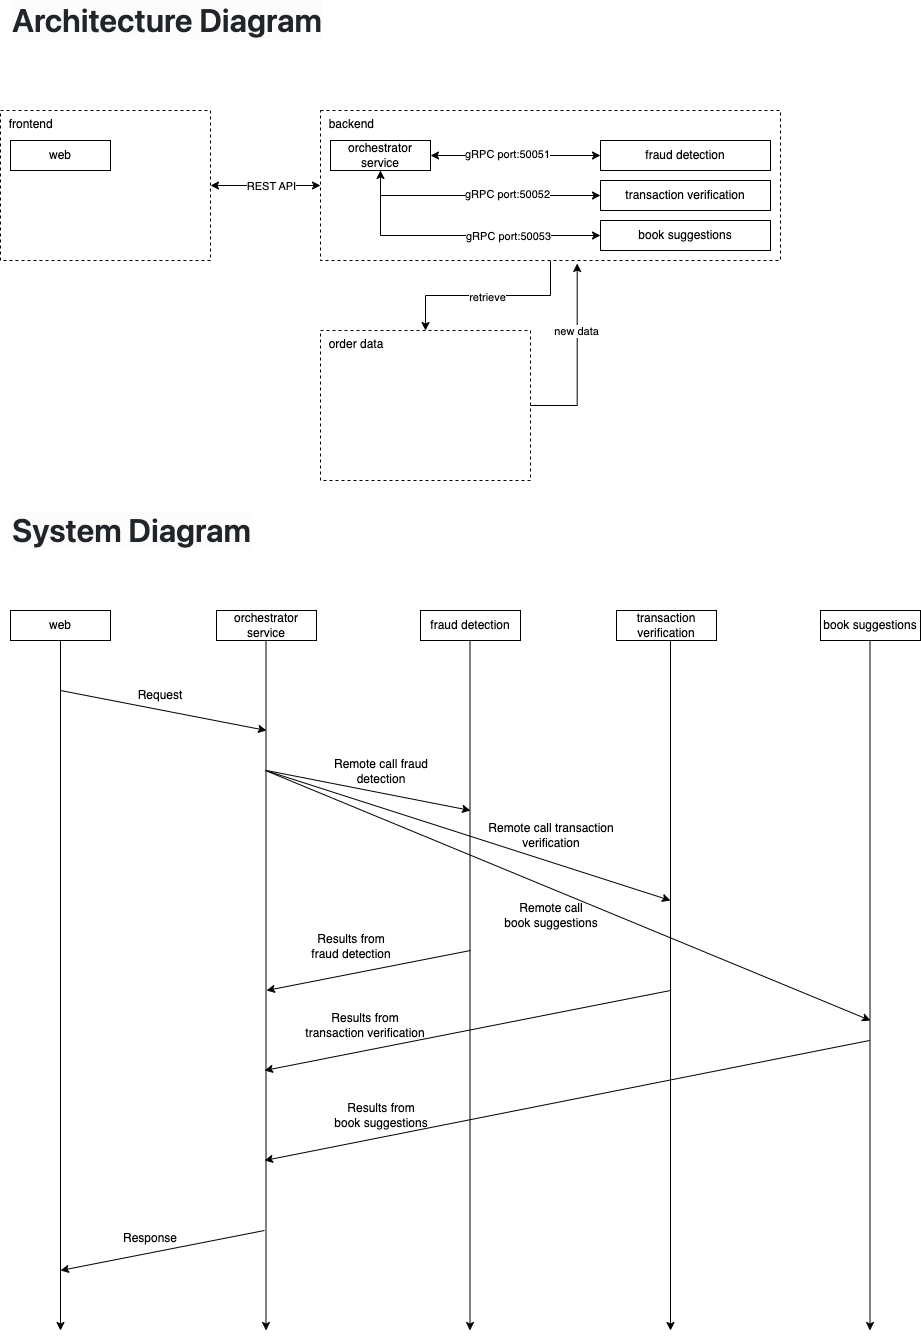 Architecture Diagram
frontend
web
REST API
backend
orchestrator
service
gRPC port:50051
fraud detection
gRPC port:50052
transaction verification
gRPC port:50053
book suggestions
retrieve
new data
order data
System Diagram
web
orchestrator
service
fraud detection
transaction
verification
book suggestions
Request
Remote call fraud
detection
Remote call transaction
verification
Remote call
book suggestions
Results from
fraud detection
Results from
transaction verification
Results from
book suggestions
Response